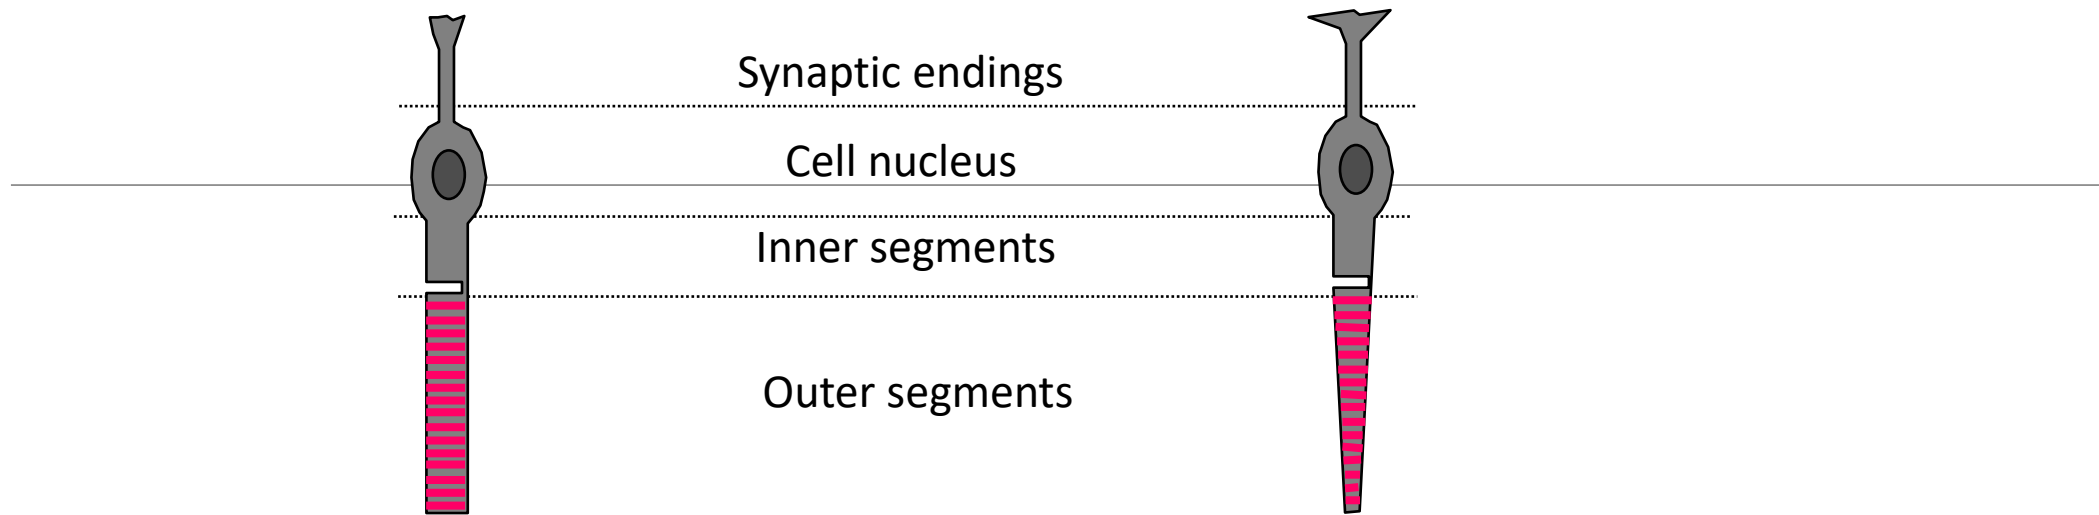 Synaptic endings
Cell nucleus
Inner segments
Outer segments